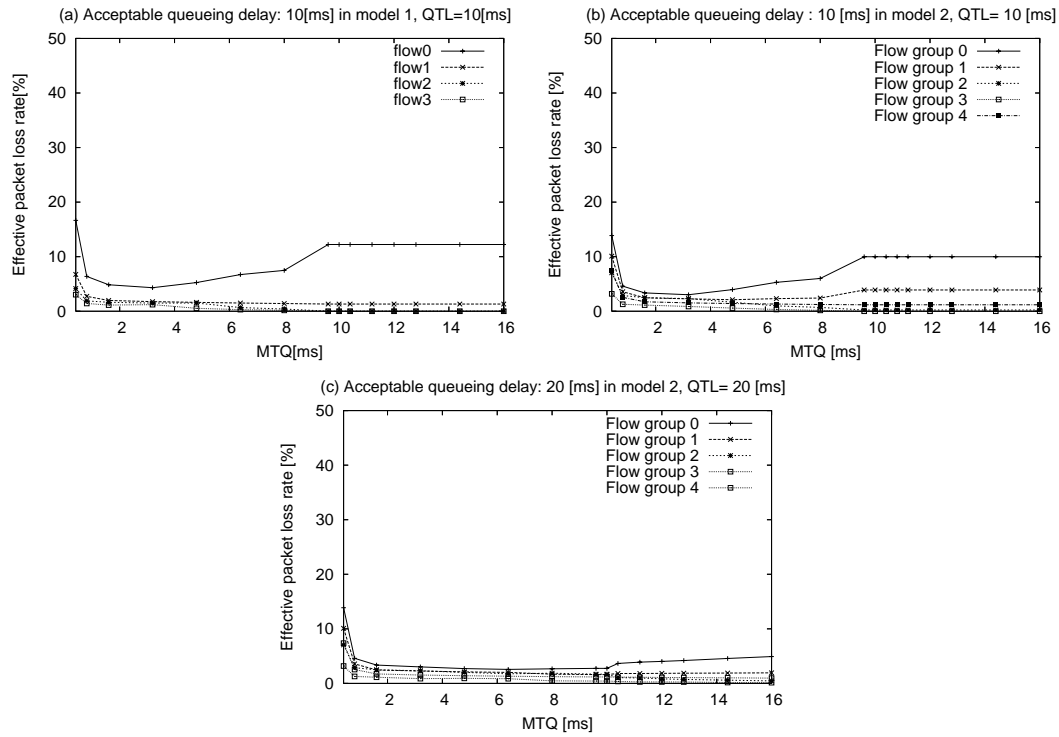 (a) Acceptable queueing delay: 10[ms] in model 1, QTL=10[ms]
50
40
30
20
10
0
2 4 6 8 10 12 14 16
Effective packet loss rate[%]
MTQ[ms]
flow0
flow1
flow2
flow3
(b) Acceptable queueing delay : 10 [ms] in model 2, QTL= 10 [ms]
50
40
30
20
10
0
2 4 6 8 10 12 14 16
Effective packet loss rate [%]
MTQ [ms]
Flow group 0
Flow group 1
Flow group 2
Flow group 3
Flow group 4
(c) Acceptable queueing delay: 20 [ms] in model 2, QTL= 20 [ms]
50
40
30
20
10
0
2 4 6 8 10 12 14 16
Effective packet loss rate [%]
MTQ [ms]
Flow group 0
Flow group 1
Flow group 2
Flow group 3
Flow group 4